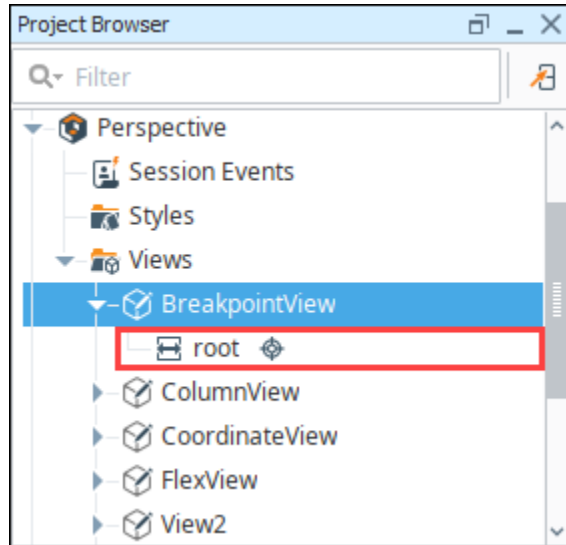 Project Browser
Filter
Perspective
Session Events
Styles
Views
BreakpointView
root
ColumnView
CoordinateView
FlexView
View2